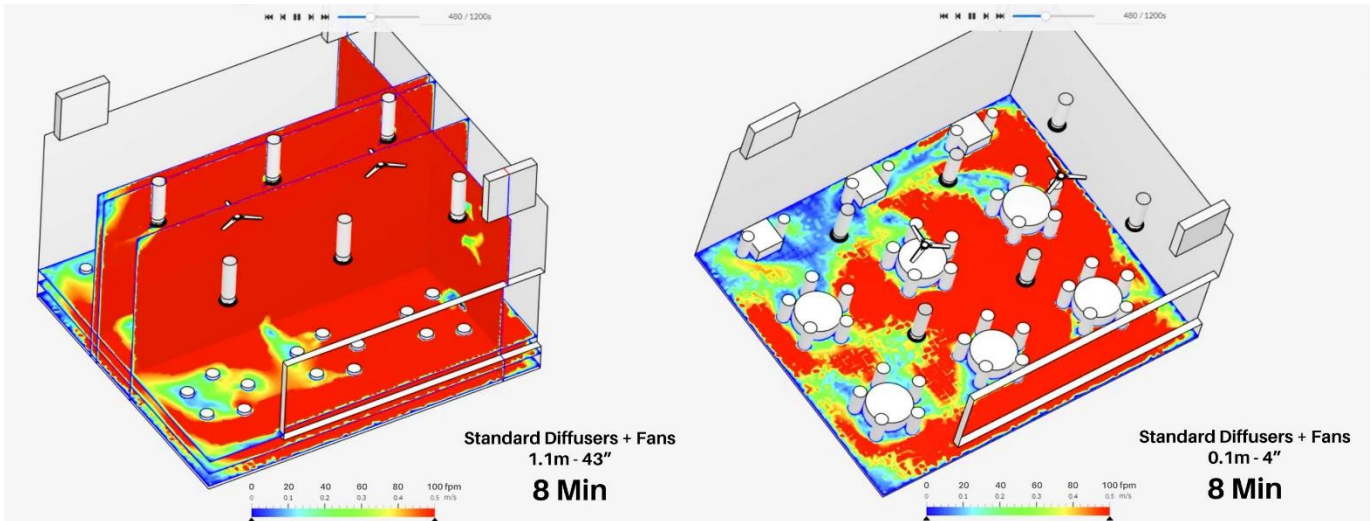 480 / 1200s
480 / 1200s
Standard Diffusers + Fans
1.1m - 43”
8 Min
0 20 40 60 80 100 fpm
0 0.1 0.2 0.3 0.4 0.5 m/s
Standard Diffusers + Fans
0.1m - 4”
8 Min
0 20 40 60 80 100 fpm
0 0.1 0.2 0.3 0.4 0.5 m/s